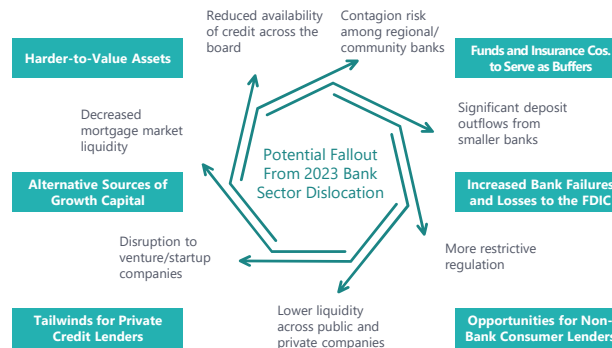 Reduced availability
of credit across the
board
Contagion risk
among regional/
community banks
Harder-to-Value Assets
Funds and Insurance Cos.
to Serve as Buffers
Decreased
mortgage market
liquidity
Significant deposit
outflows from
smaller banks
Potential Fallout
From 2023 Bank
Sector Dislocation
Alternative Sources of
Growth Capital
Increased Bank Failures
and Losses to the FDIC
Disruption to
venture/startup
companies
More restrictive
regulation
Tailwinds for Private
Credit Lenders
Lower liquidity
across public and
private companies
Opportunities for Non-
Bank Consumer Lenders